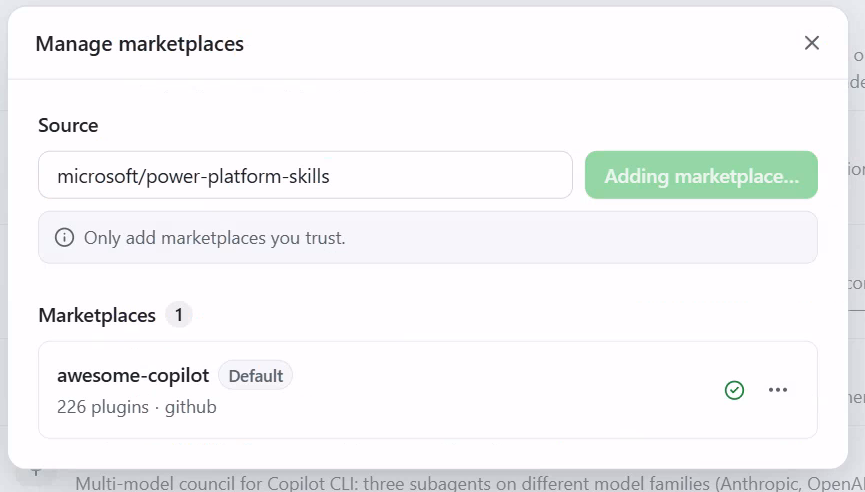 Manage marketplaces
Source
microsoft/power-platform-skills
Adding marketplace...
Only add marketplaces you trust.
Marketplaces 1
awesome-copilot Default
226 plugins · github
Multi-model council for Copilot CLI: three subagents on different model families (Anthropic, OpenA